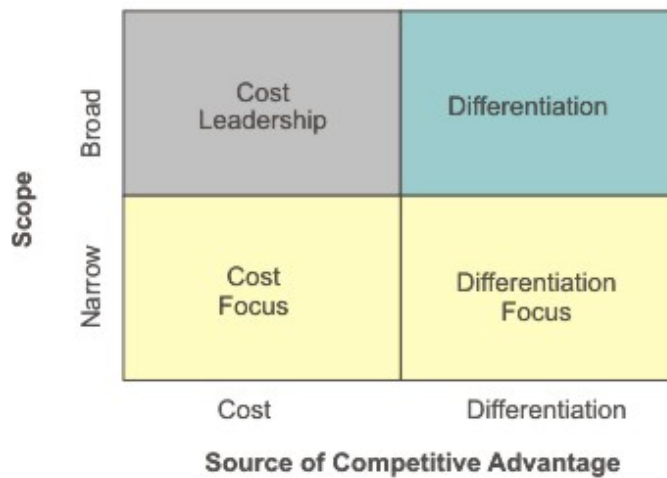 Scope
Broad
Cost
Leadership
Differentiation
Narrow
Cost
Focus
Differentiation
Focus
Cost
Differentiation
Source of Competitive Advantage